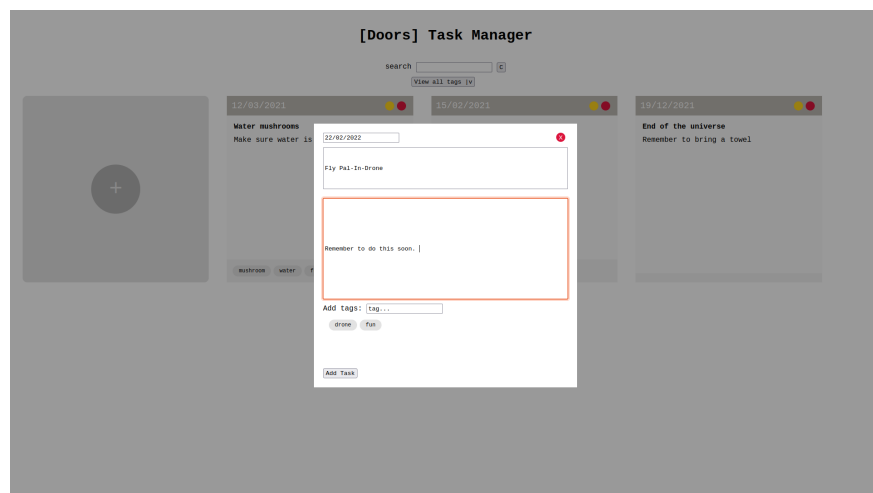 [Doors] Task Manager
search
C
View all tags |v
12/03/2021
15/02/2021
19/12/2021
Water mushrooms
Make sure water is
mushroom water f
End of the universe
Remember to bring a towel
+
22/02/2022
X
Fly Pal-In-Drone
Remember to do this soon.
Add tags: tag...
drone fun
Add Task